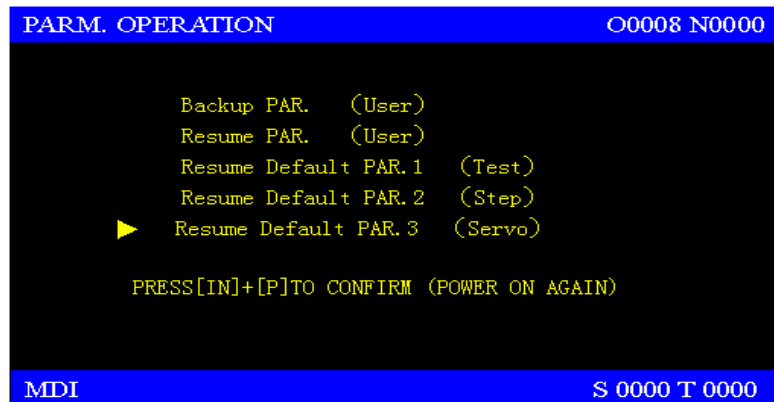 PARM. OPERATION O0008 N0000
Backup PAR. (User)
Resume PAR. (User)
Resume Default PAR.1 (Test)
Resume Default PAR.2 (Step)
Resume Default PAR.3 (Servo)
PRESS[IN]+[P]TO CONFIRM (POWER ON AGAIN)
MDI S 0000 T 0000